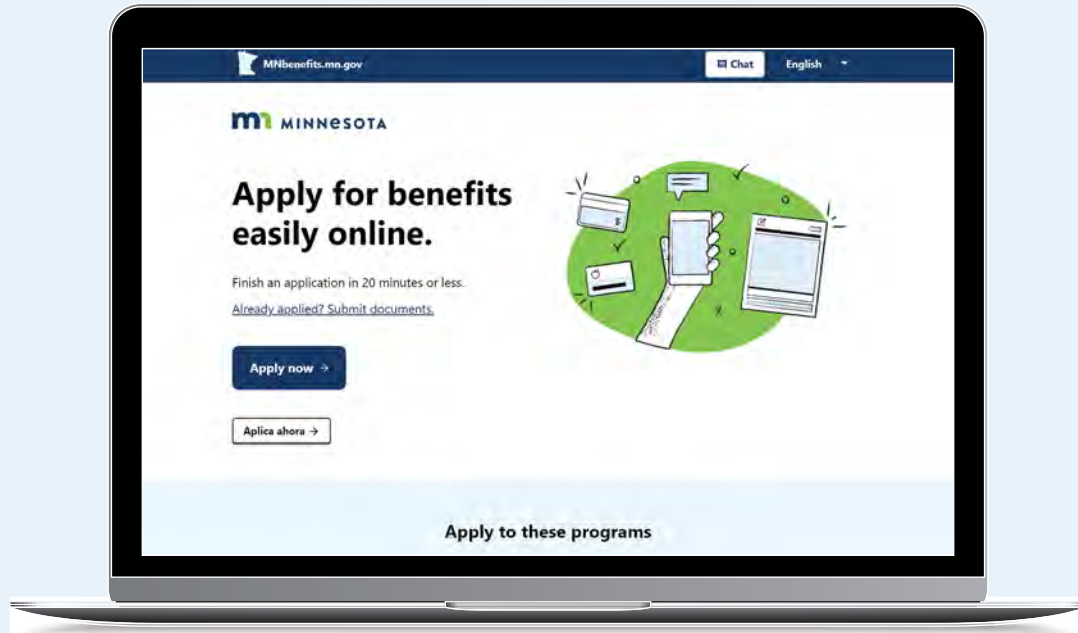 MNbenefits.mn.gov
Chat
English
mn MINNESOTA
Apply for benefits
easily online.
Finish an application in 20 minutes or less.
Already applied? Submit documents.
Apply now →
Aplica ahora →
$
Apply to these programs